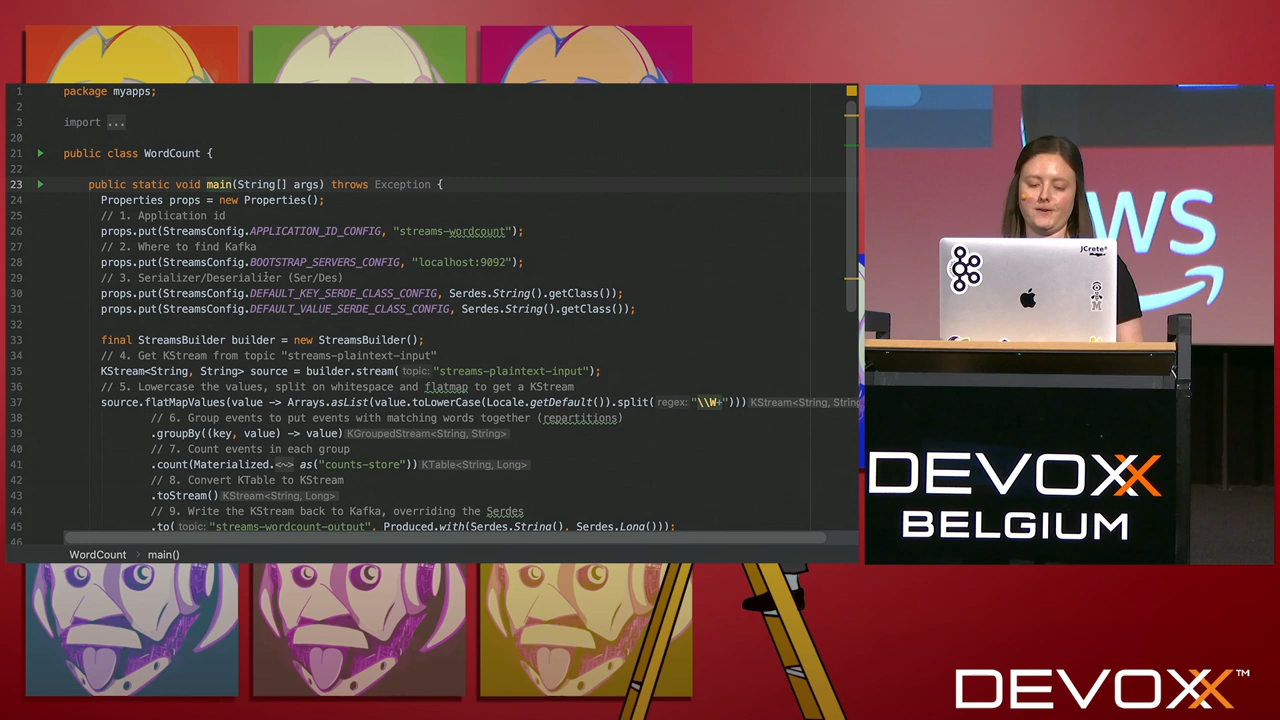 1 package myapps;
2
3 import ...
20
21 public class WordCount {
22
23 public static void main(String[] args) throws Exception {
24 Properties props = new Properties();
25 // 1. Application id
26 props.put(StreamsConfig.APPLICATION_ID_CONFIG, "streams-wordcount");
27 // 2. Where to find Kafka
28 props.put(StreamsConfig.BOOTSTRAP_SERVERS_CONFIG, "localhost:9092");
29 // 3. Serializer/Deserializer (Ser/Des)
30 props.put(StreamsConfig.DEFAULT_KEY_SERDE_CLASS_CONFIG, Serdes.String().getClass());
31 props.put(StreamsConfig.DEFAULT_VALUE_SERDE_CLASS_CONFIG, Serdes.String().getClass());
32
33 final StreamsBuilder builder = new StreamsBuilder();
34 // 4. Get KStream from topic "streams-plaintext-input"
35 KStream<String, String> source = builder.stream( topic: "streams-plaintext-input");
36 // 5. Lowercase the values, split on whitespace and flatmap to get a KStream
37 source.flatMapValues(value -> Arrays.asList(value.toLowerCase(Locale.getDefault()).split( regex: "\\W+"))) KStream<String, String
38 // 6. Group events to put events with matching words together (repartitions)
39 .groupBy((key, value) -> value) KGroupedStream<String, String>
40 // 7. Count events in each group
41 .count(Materialized.<~> as("counts-store")) KTable<String, Long>
42 // 8. Convert KTable to KStream
43 .toStream() KStream<String, Long>
44 // 9. Write the KStream back to Kafka, overriding the Serdes
45 .to( topic: "streams-wordcount-output", Produced.with(Serdes.String(), Serdes.Long()));
46
WordCount › main()
WS
JCrete
DEVOXX
BELGIUM
DEVOXX™